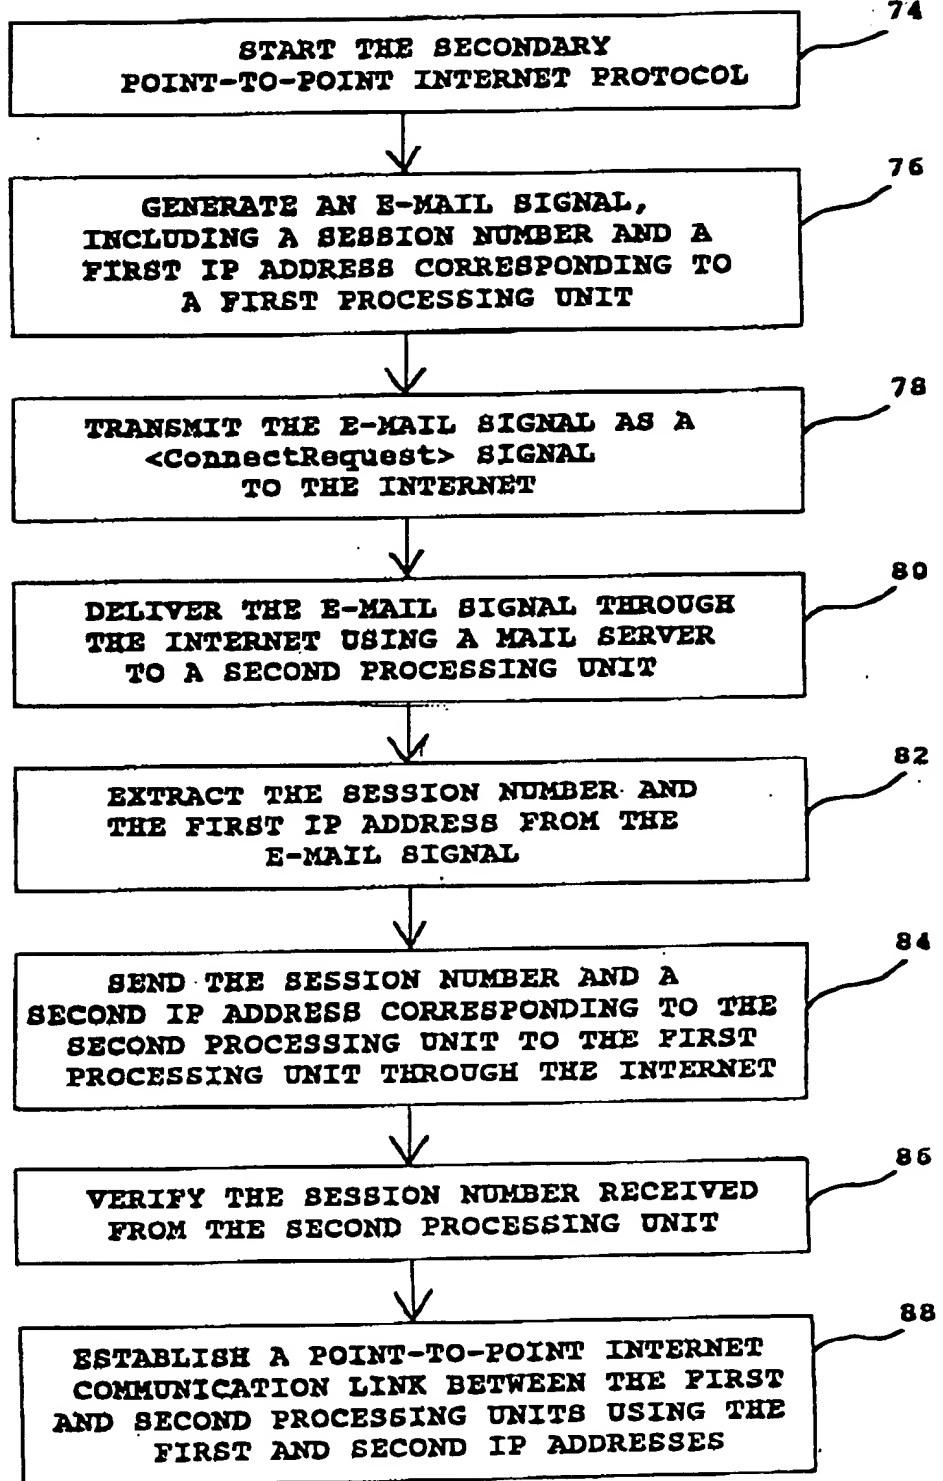 74
START THE SECONDARY
POINT-TO-POINT INTERNET PROTOCOL
76
GENERATE AN E-MAIL SIGNAL,
INCLUDING A SESSION NUMBER AND A
FIRST IP ADDRESS CORRESPONDING TO
A FIRST PROCESSING UNIT
78
TRANSMIT THE E-MAIL SIGNAL AS A
<ConnectRequest> SIGNAL
TO THE INTERNET
80
DELIVER THE E-MAIL SIGNAL THROUGH
THE INTERNET USING A MAIL SERVER
TO A SECOND PROCESSING UNIT
82
EXTRACT THE SESSION NUMBER AND
THE FIRST IP ADDRESS FROM THE
E-MAIL SIGNAL
84
SEND THE SESSION NUMBER AND A
SECOND IP ADDRESS CORRESPONDING TO THE
SECOND PROCESSING UNIT TO THE FIRST
PROCESSING UNIT THROUGH THE INTERNET
86
VERIFY THE SESSION NUMBER RECEIVED
FROM THE SECOND PROCESSING UNIT
88
ESTABLISH A POINT-TO-POINT INTERNET
COMMUNICATION LINK BETWEEN THE FIRST
AND SECOND PROCESSING UNITS USING THE
FIRST AND SECOND IP ADDRESSES